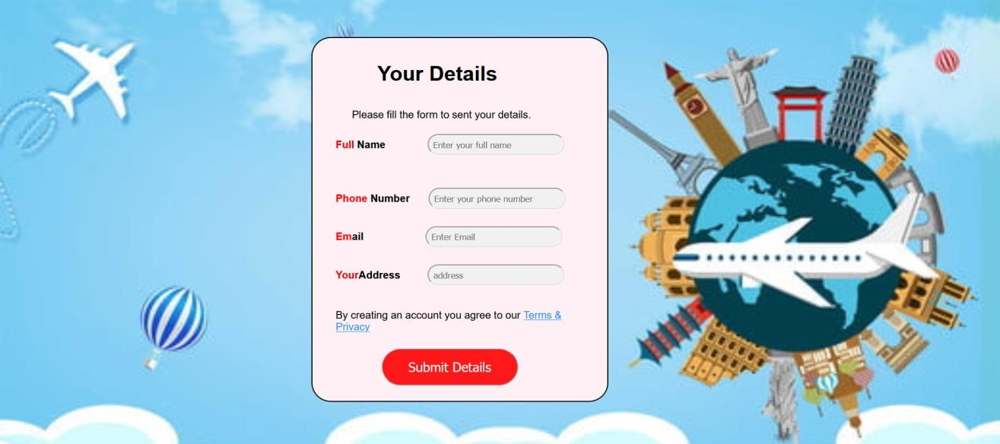 Your Details
Please fill the form to sent your details.
Full Name
Enter your full name
Phone Number
Enter your phone number
Email
Enter Email
YourAddress
address
By creating an account you agree to our Terms &
Privacy
Submit Details